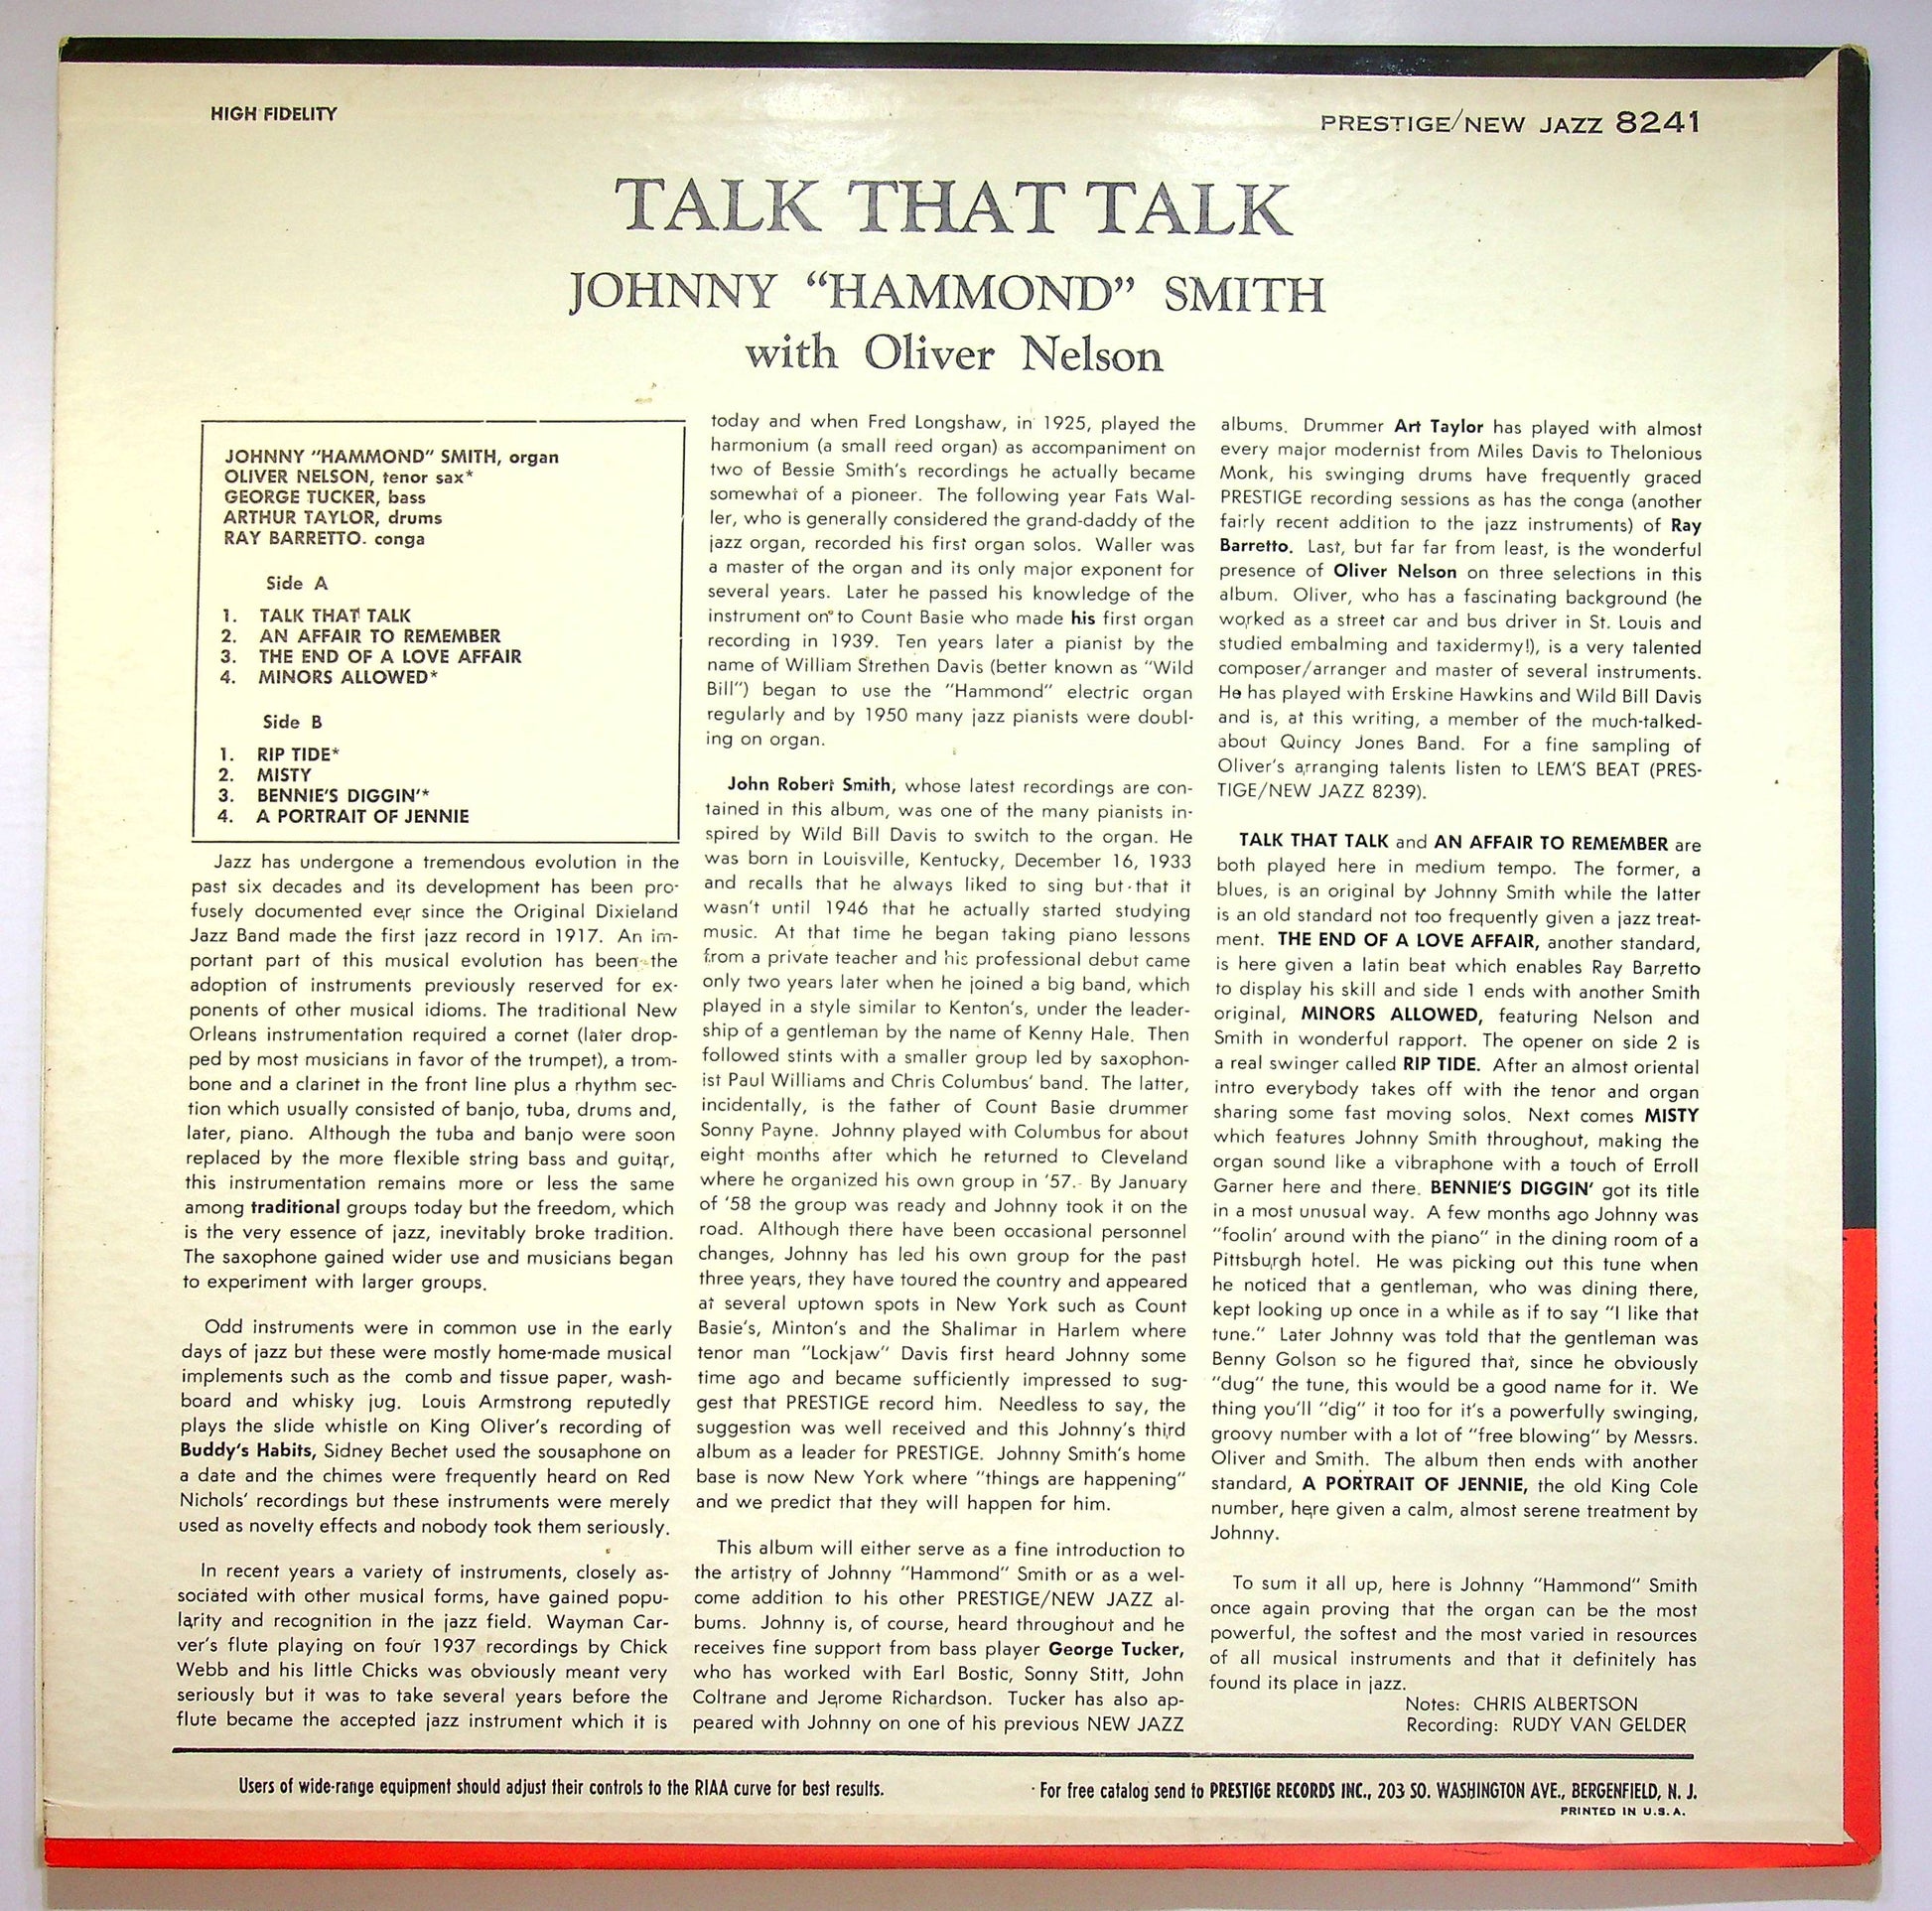 HIGH FIDELITY
PRESTIGE/NEW JAZZ 8241
TALK THAT TALK
JOHNNY “HAMMOND” SMITH
with Oliver Nelson
JOHNNY “HAMMOND” SMITH, organ
OLIVER NELSON, tenor sax*
GEORGE TUCKER, bass
ARTHUR TAYLOR, drums
RAY BARRETTO. conga
Side A
1. TALK THAT TALK
2. AN AFFAIR TO REMEMBER
3. THE END OF A LOVE AFFAIR
4. MINORS ALLOWED*
Side B
1. RIP TIDE*
2. MISTY
3. BENNIE’S DIGGIN’*
4. A PORTRAIT OF JENNIE
Jazz has undergone a tremendous evolution in the
past six decades and its development has been pro-
fusely documented ever since the Original Dixieland
Jazz Band made the first jazz record in 1917. An im-
portant part of this musical evolution has been the
adoption of instruments previously reserved for ex-
ponents of other musical idioms. The traditional New
Orleans instrumentation required a cornet (later drop-
ped by most musicians in favor of the trumpet), a trom-
bone and a clarinet in the front line plus a rhythm sec-
tion which usually consisted of banjo, tuba, drums and,
later, piano. Although the tuba and banjo were soon
replaced by the more flexible string bass and guitar,
this instrumentation remains more or less the same
among traditional groups today but the freedom, which
is the very essence of jazz, inevitably broke tradition.
The saxophone gained wider use and musicians began
to experiment with larger groups.
Odd instruments were in common use in the early
days of jazz but these were mostly home-made musical
implements such as the comb and tissue paper, wash-
board and whisky jug. Louis Armstrong reputedly
plays the slide whistle on King Oliver’s recording of
Buddy’s Habits, Sidney Bechet used the sousaphone on
a date and the chimes were frequently heard on Red
Nichols’ recordings but these instruments were merely
used as novelty effects and nobody took them seriously.
In recent years a variety of instruments, closely as-
sociated with other musical forms, have gained popu-
larity and recognition in the jazz field. Wayman Car-
ver’s flute playing on four 1937 recordings by Chick
Webb and his little Chicks was obviously meant very
seriously but it was to take several years before the
flute became the accepted jazz instrument which it is
today and when Fred Longshaw, in 1925, played the
harmonium (a small reed organ) as accompaniment on
two of Bessie Smith’s recordings he actually became
somewhat of a pioneer. The following year Fats Wal-
ler, who is generally considered the grand-daddy of the
jazz organ, recorded his first organ solos. Waller was
a master of the organ and its only major exponent for
several years. Later he passed his knowledge of the
instrument on to Count Basie who made his first organ
recording in 1939. Ten years later a pianist by the
name of William Strethen Davis (better known as “Wild
Bill”) began to use the “Hammond” electric organ
regularly and by 1950 many jazz pianists were doubl-
ing on organ.
John Robert Smith, whose latest recordings are con-
tained in this album, was one of the many pianists in-
spired by Wild Bill Davis to switch to the organ. He
was born in Louisville, Kentucky, December 16, 1933
and recalls that he always liked to sing but that it
wasn’t until 1946 that he actually started studying
music. At that time he began taking piano lessons
from a private teacher and his professional debut came
only two years later when he joined a big band, which
played in a style similar to Kenton’s, under the leader-
ship of a gentleman by the name of Kenny Hale. Then
followed stints with a smaller group led by saxophon-
ist Paul Williams and Chris Columbus’ band. The latter,
incidentally, is the father of Count Basie drummer
Sonny Payne. Johnny played with Columbus for about
eight months after which he returned to Cleveland
where he organized his own group in ’57. By January
of ’58 the group was ready and Johnny took it on the
road. Although there have been occasional personnel
changes, Johnny has led his own group for the past
three years, they have toured the country and appeared
at several uptown spots in New York such as Count
Basie’s, Minton’s and the Shalimar in Harlem where
tenor man “Lockjaw” Davis first heard Johnny some
time ago and became sufficiently impressed to sug-
gest that PRESTIGE record him. Needless to say, the
suggestion was well received and this Johnny’s third
album as a leader for PRESTIGE. Johnny Smith’s home
base is now New York where “things are happening”
and we predict that they will happen for him.
This album will either serve as a fine introduction to
the artistry of Johnny “Hammond” Smith or as a wel-
come addition to his other PRESTIGE/NEW JAZZ al-
bums. Johnny is, of course, heard throughout and he
receives fine support from bass player George Tucker,
who has worked with Earl Bostic, Sonny Stitt, John
Coltrane and Jerome Richardson. Tucker has also ap-
peared with Johnny on one of his previous NEW JAZZ
albums. Drummer Art Taylor has played with almost
every major modernist from Miles Davis to Thelonious
Monk, his swinging drums have frequently graced
PRESTIGE recording sessions as has the conga (another
fairly recent addition to the jazz instruments) of Ray
Barretto. Last, but far far from least, is the wonderful
presence of Oliver Nelson on three selections in this
album. Oliver, who has a fascinating background (he
worked as a street car and bus driver in St. Louis and
studied embalming and taxidermy!), is a very talented
composer/arranger and master of several instruments.
He has played with Erskine Hawkins and Wild Bill Davis
and is, at this writing, a member of the much-talked-
about Quincy Jones Band. For a fine sampling of
Oliver’s arranging talents listen to LEM’S BEAT (PRES-
TIGE/NEW JAZZ 8239).
TALK THAT TALK and AN AFFAIR TO REMEMBER are
both played here in medium tempo. The former, a
blues, is an original by Johnny Smith while the latter
is an old standard not too frequently given a jazz treat-
ment. THE END OF A LOVE AFFAIR, another standard,
is here given a latin beat which enables Ray Barretto
to display his skill and side 1 ends with another Smith
original, MINORS ALLOWED, featuring Nelson and
Smith in wonderful rapport. The opener on side 2 is
a real swinger called RIP TIDE. After an almost oriental
intro everybody takes off with the tenor and organ
sharing some fast moving solos. Next comes MISTY
which features Johnny Smith throughout, making the
organ sound like a vibraphone with a touch of Erroll
Garner here and there. BENNIE’S DIGGIN’ got its title
in a most unusual way. A few months ago Johnny was
“foolin’ around with the piano” in the dining room of a
Pittsburgh hotel. He was picking out this tune when
he noticed that a gentleman, who was dining there,
kept looking up once in a while as if to say “I like that
tune.” Later Johnny was told that the gentleman was
Benny Golson so he figured that, since he obviously
“dug” the tune, this would be a good name for it. We
thing you’ll “dig” it too for it’s a powerfully swinging,
groovy number with a lot of “free blowing” by Messrs.
Oliver and Smith. The album then ends with another
standard, A PORTRAIT OF JENNIE, the old King Cole
number, here given a calm, almost serene treatment by
Johnny.
To sum it all up, here is Johnny “Hammond” Smith
once again proving that the organ can be the most
powerful, the softest and the most varied in resources
of all musical instruments and that it definitely has
found its place in jazz.
Notes: CHRIS ALBERTSON
Recording: RUDY VAN GELDER
Users of wide-range equipment should adjust their controls to the RIAA curve for best results.
For free catalog send to PRESTIGE RECORDS INC., 203 SO. WASHINGTON AVE., BERGENFIELD, N. J.
PRINTED IN U.S.A.